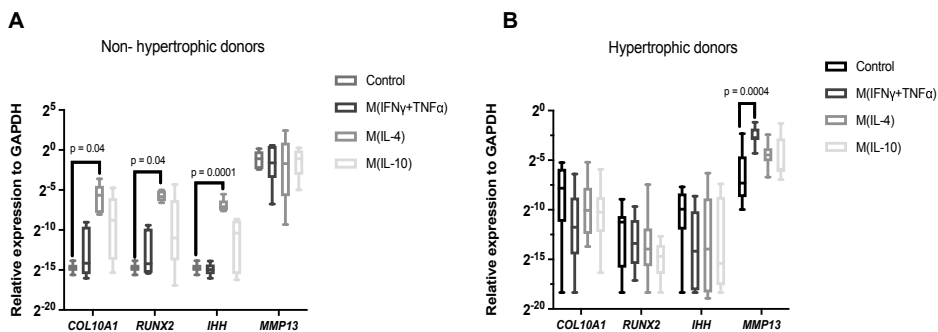 A
Non- hypertrophic donors
Relative expression to GAPDH
2^5
2^0
2^-5
2^-10
2^-15
2^-20
p = 0.04
p = 0.04
p = 0.0001
COL10A1 RUNX2 IHH MMP13
Control
M(IFNγ+TNFα)
M(IL-4)
M(IL-10)
B
Hypertrophic donors
Relative expression to GAPDH
2^0
2^-5
2^-10
2^-15
2^-20
p = 0.0004
COL10A1 RUNX2 IHH MMP13
Control
M(IFNγ+TNFα)
M(IL-4)
M(IL-10)